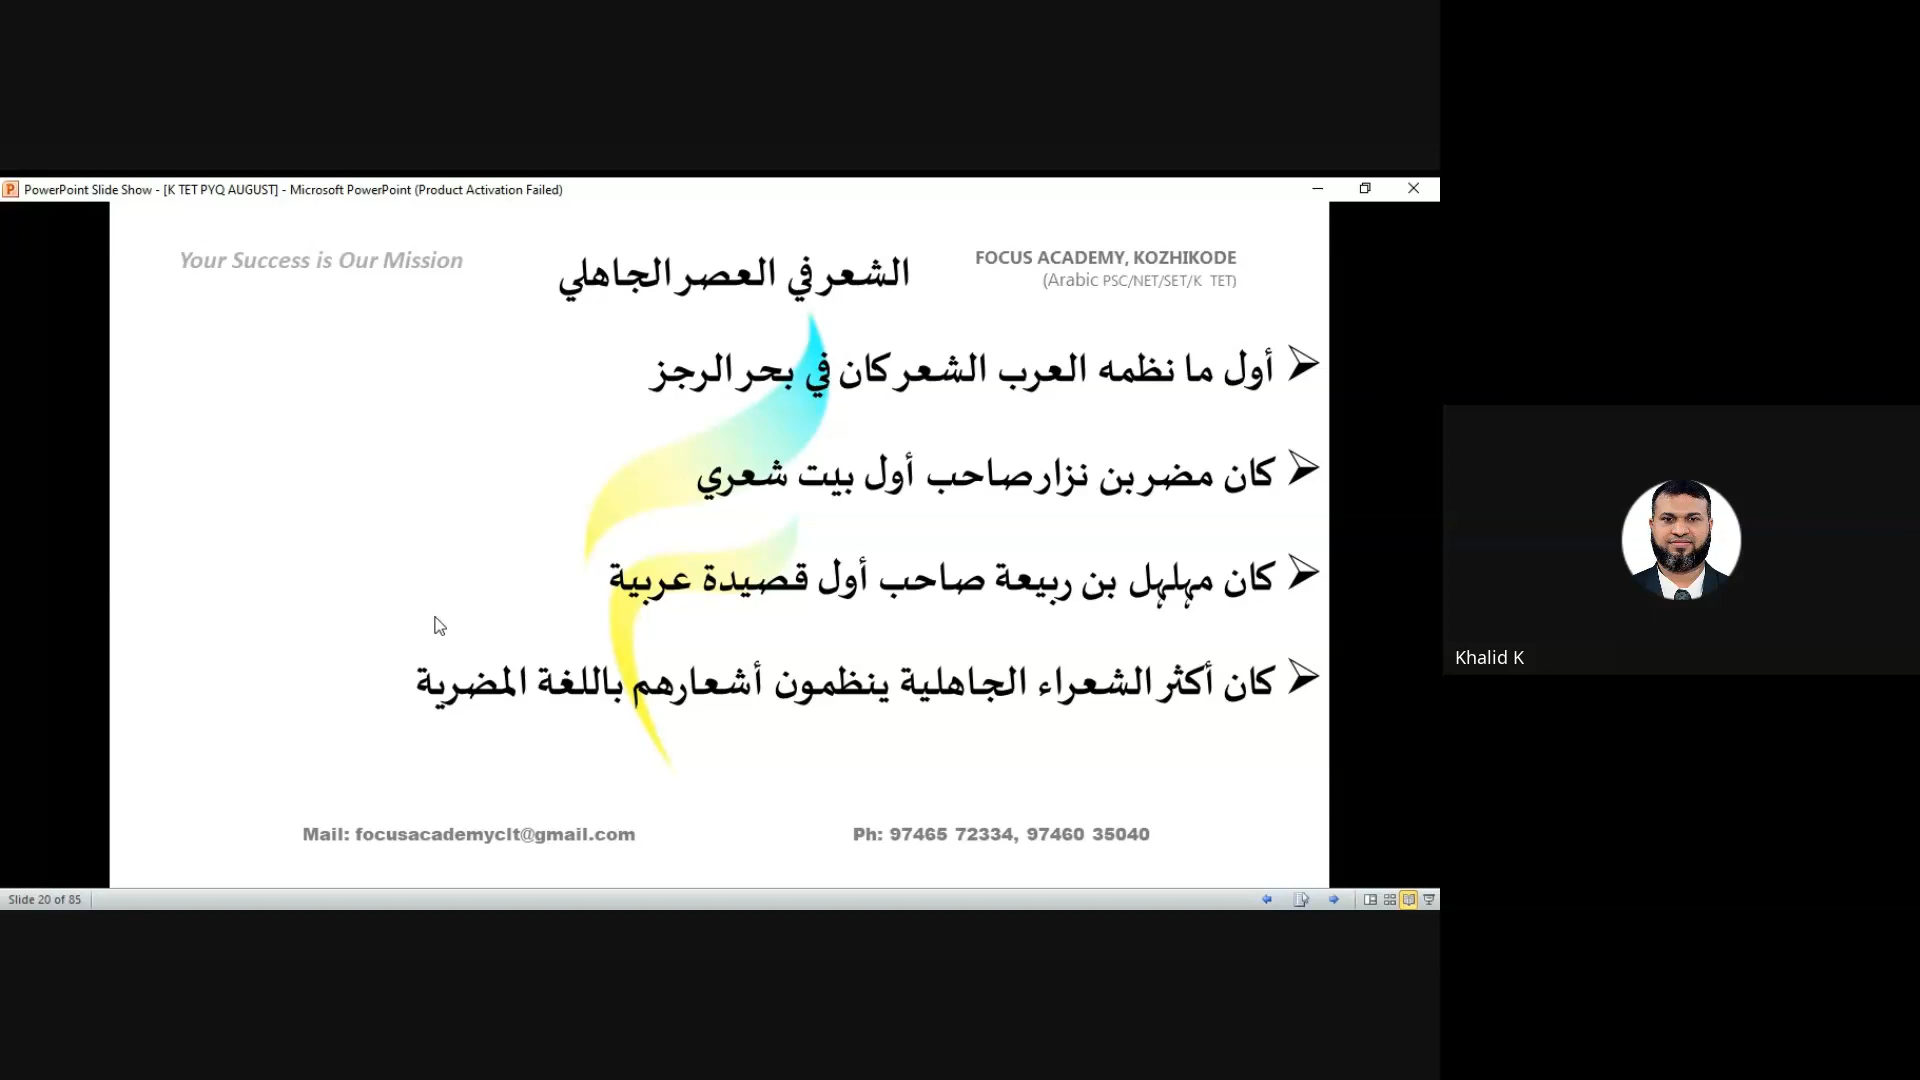 PowerPoint Slide Show - [K TET PYQ AUGUST] - Microsoft PowerPoint (Product Activation Failed)
Your Success is Our Mission
الشعر في العصر الجاهلي
FOCUS ACADEMY, KOZHIKODE
(Arabic PSC/NET/SET/K TET)
أول ما نظمه العرب الشعر كان في بحر الرجز
كان مضر بن نزار صاحب أول بيت شعري
كان مهلهل بن ربيعة صاحب أول قصيدة عربية
كان أكثر الشعراء الجاهلية ينظمون أشعارهم باللغة المضرية
Khalid K
Mail: focusacademyclt@gmail.com
Ph: 97465 72334, 97460 35040
Slide 20 of 85